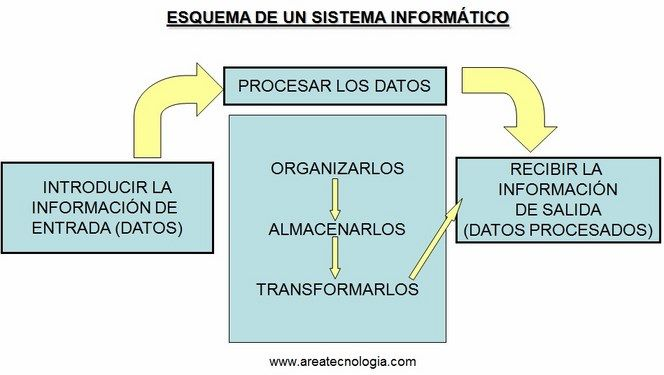 ESQUEMA DE UN SISTEMA INFORMÁTICO
PROCESAR LOS DATOS
INTRODUCIR LA
INFORMACIÓN DE
ENTRADA (DATOS)
ORGANIZARLOS
ALMACENARLOS
TRANSFORMARLOS
RECIBIR LA
INFORMACIÓN
DE SALIDA
(DATOS PROCESADOS)
www.areatecnologia.com